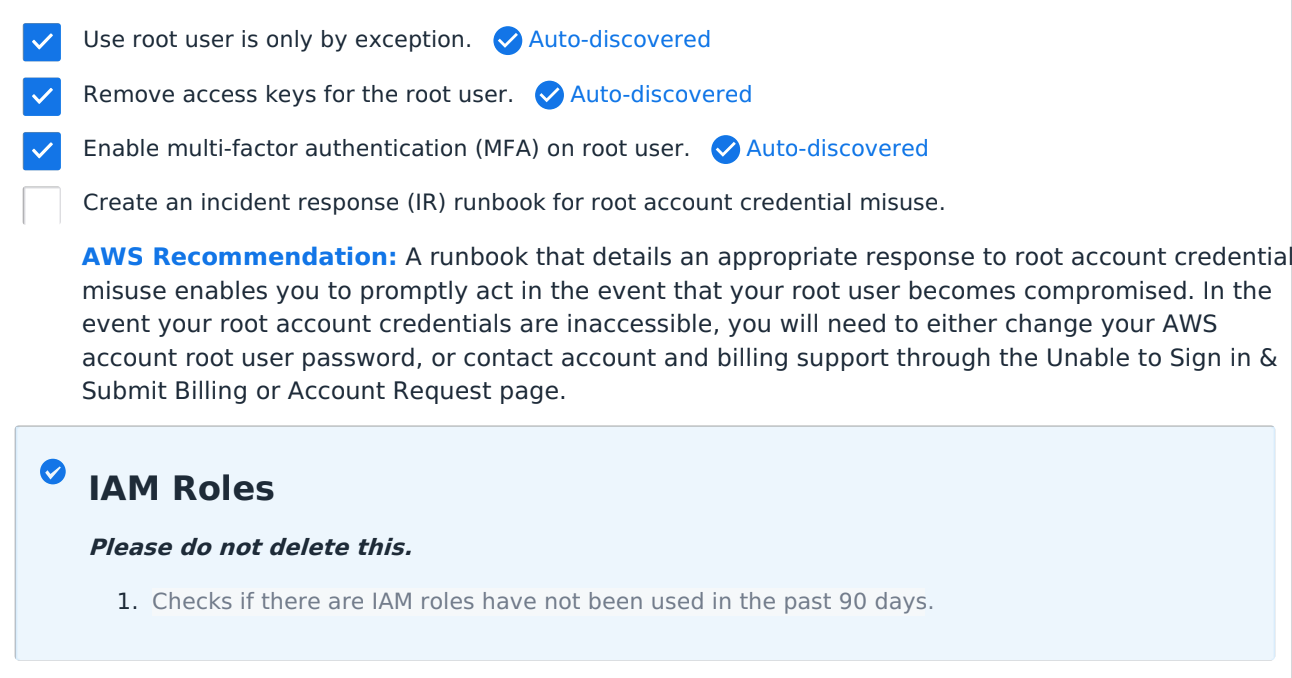 Use root user is only by exception. Auto-discovered
Remove access keys for the root user. Auto-discovered
Enable multi-factor authentication (MFA) on root user. Auto-discovered
Create an incident response (IR) runbook for root account credential misuse.
AWS Recommendation: A runbook that details an appropriate response to root account credential
misuse enables you to promptly act in the event that your root user becomes compromised. In the
event your root account credentials are inaccessible, you will need to either change your AWS
account root user password, or contact account and billing support through the Unable to Sign in &
Submit Billing or Account Request page.
IAM Roles
Please do not delete this.
1. Checks if there are IAM roles have not been used in the past 90 days.